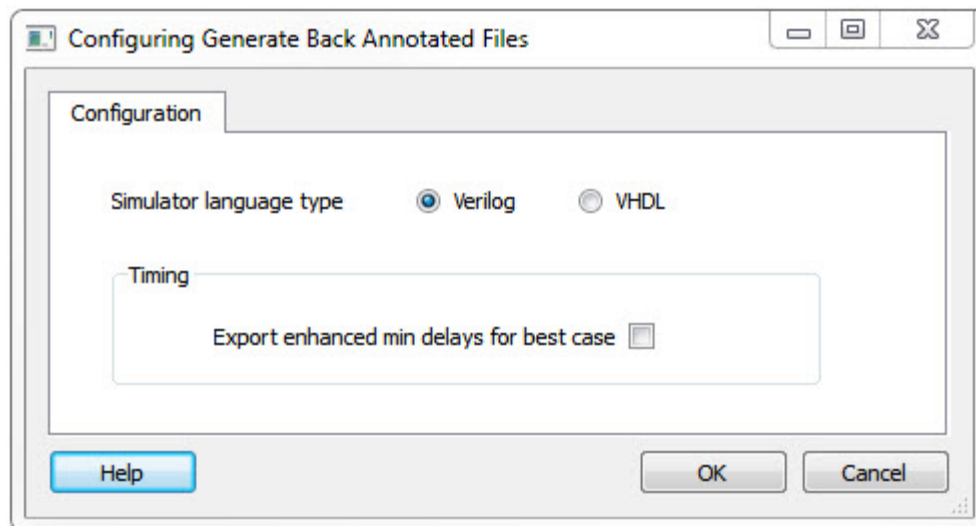 Configuring Generate Back Annotated Files
Configuration
Simulator language type Verilog VHDL
Timing
Export enhanced min delays for best case
Help OK Cancel